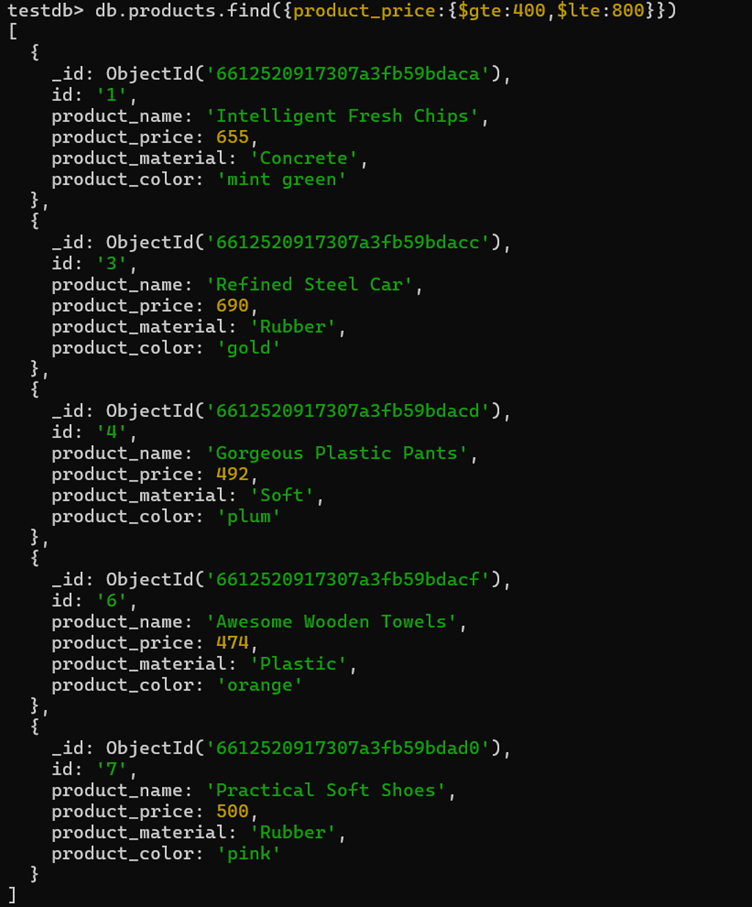 testdb> db.products.find({product_price:{$gte:400,$lte:800}})
[
  {
    _id: ObjectId('6612520917307a3fb59bdaca'),
    id: '1',
    product_name: 'Intelligent Fresh Chips',
    product_price: 655,
    product_material: 'Concrete',
    product_color: 'mint green'
  },
  {
    _id: ObjectId('6612520917307a3fb59bdacc'),
    id: '3',
    product_name: 'Refined Steel Car',
    product_price: 690,
    product_material: 'Rubber',
    product_color: 'gold'
  },
  {
    _id: ObjectId('6612520917307a3fb59bdacd'),
    id: '4',
    product_name: 'Gorgeous Plastic Pants',
    product_price: 492,
    product_material: 'Soft',
    product_color: 'plum'
  },
  {
    _id: ObjectId('6612520917307a3fb59bdacf'),
    id: '6',
    product_name: 'Awesome Wooden Towels',
    product_price: 474,
    product_material: 'Plastic',
    product_color: 'orange'
  },
  {
    _id: ObjectId('6612520917307a3fb59bdad0'),
    id: '7',
    product_name: 'Practical Soft Shoes',
    product_price: 500,
    product_material: 'Rubber',
    product_color: 'pink'
  }
]